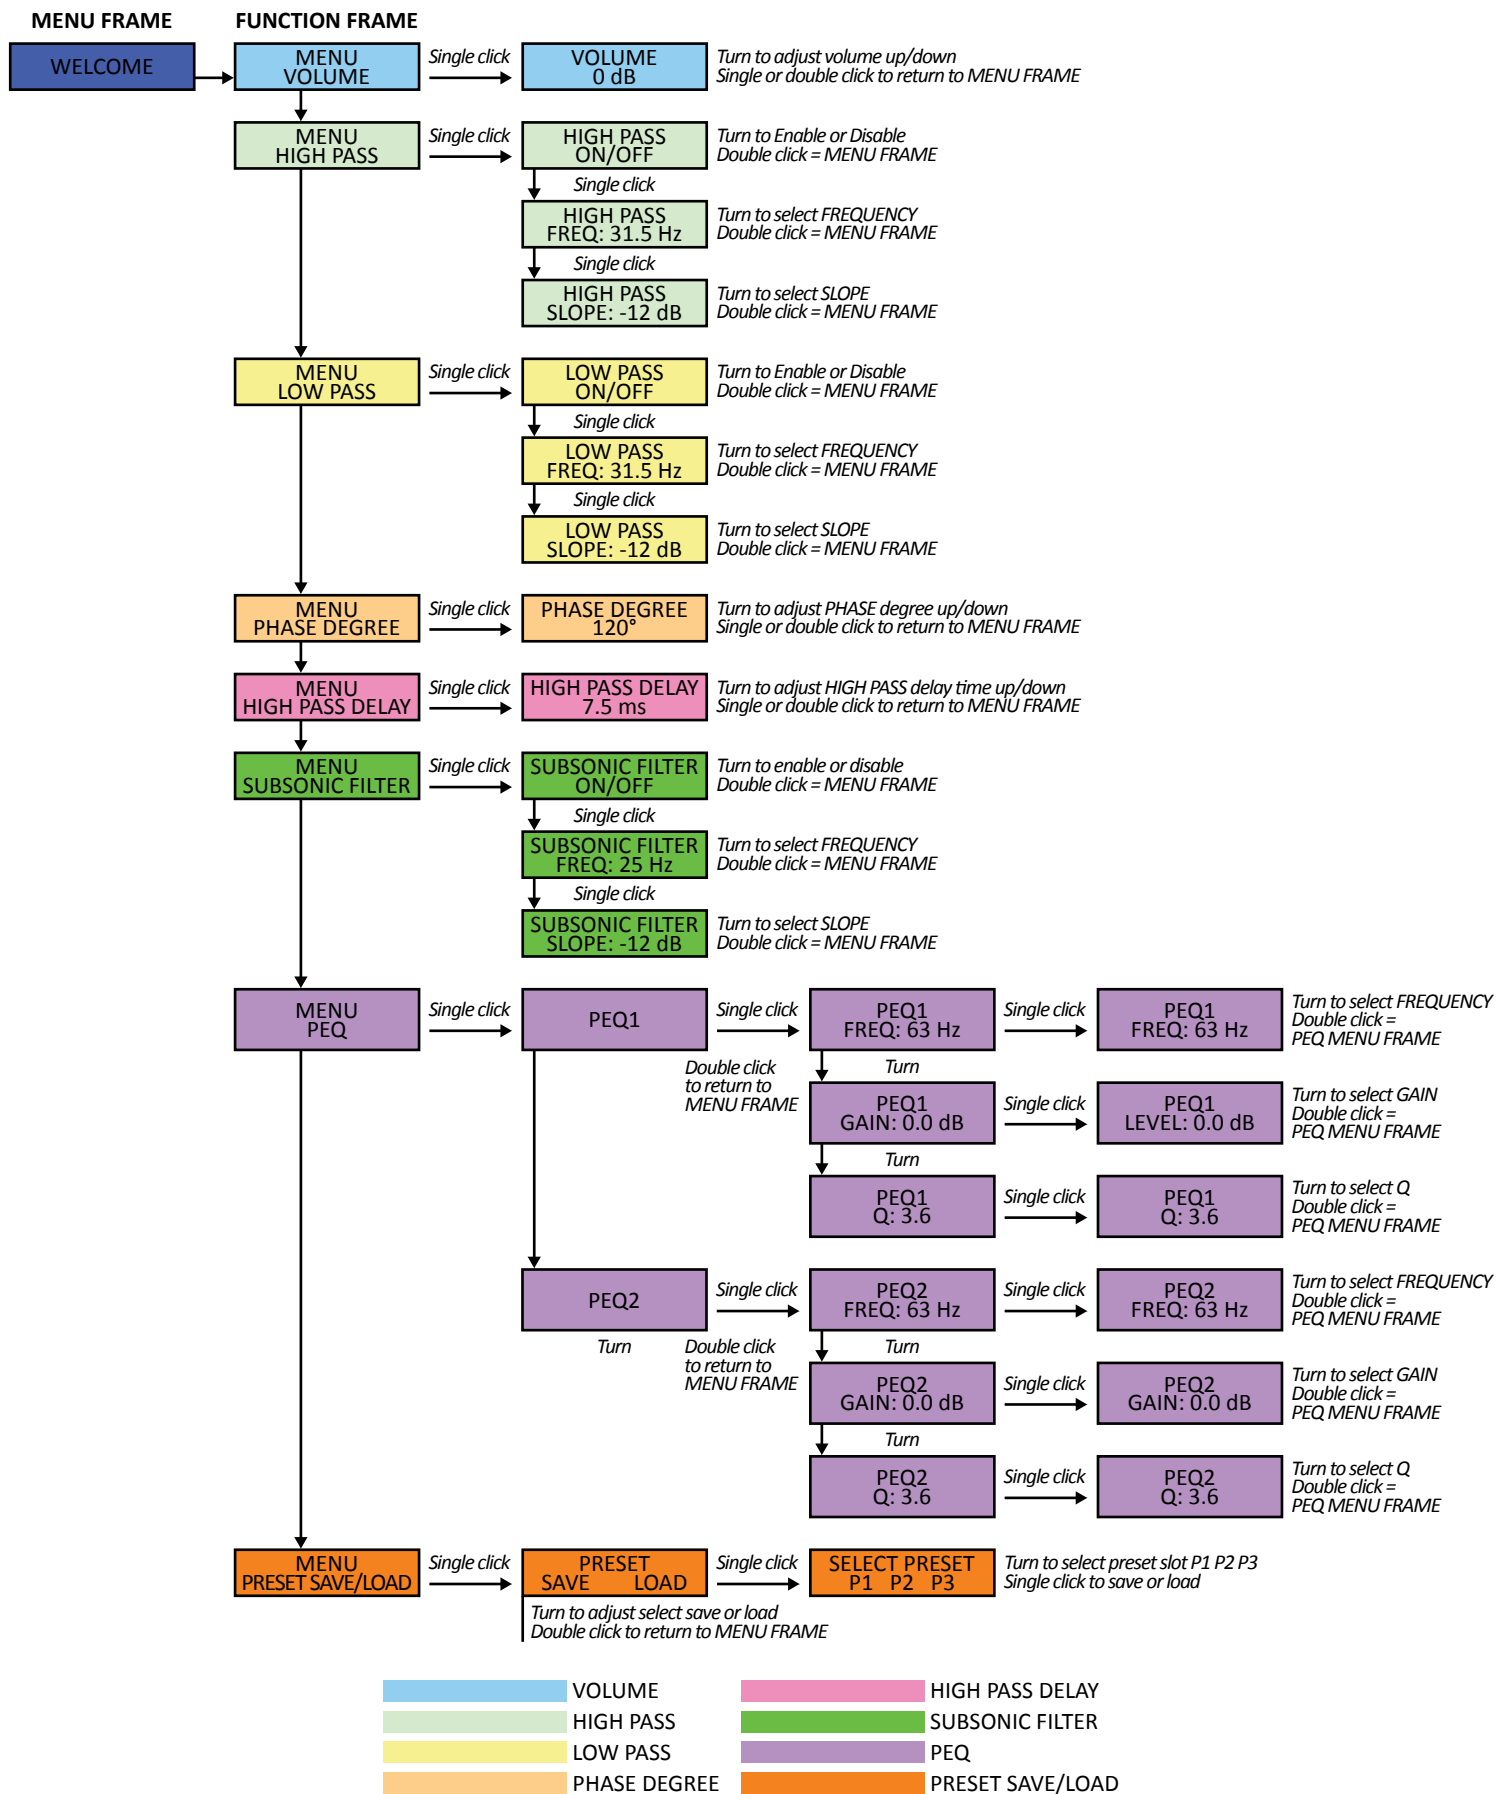 MENU FRAME
FUNCTION FRAME
WELCOME
MENU
VOLUME
Single click
VOLUME
0 dB
Turn to adjust volume up/down
Single or double click to return to MENU FRAME
MENU
HIGH PASS
Single click
HIGH PASS
ON/OFF
Turn to Enable or Disable
Double click = MENU FRAME
Single click
HIGH PASS
FREQ: 31.5 Hz
Turn to select FREQUENCY
Double click = MENU FRAME
Single click
HIGH PASS
SLOPE: -12 dB
Turn to select SLOPE
Double click = MENU FRAME
MENU
LOW PASS
Single click
LOW PASS
ON/OFF
Turn to Enable or Disable
Double click = MENU FRAME
Single click
LOW PASS
FREQ: 31.5 Hz
Turn to select FREQUENCY
Double click = MENU FRAME
Single click
LOW PASS
SLOPE: -12 dB
Turn to select SLOPE
Double click = MENU FRAME
MENU
PHASE DEGREE
Single click
PHASE DEGREE
120°
Turn to adjust PHASE degree up/down
Single or double click to return to MENU FRAME
MENU
HIGH PASS DELAY
Single click
HIGH PASS DELAY
7.5 ms
Turn to adjust HIGH PASS delay time up/down
Single or double click to return to MENU FRAME
MENU
SUBSONIC FILTER
Single click
SUBSONIC FILTER
ON/OFF
Turn to enable or disable
Double click = MENU FRAME
Single click
SUBSONIC FILTER
FREQ: 25 Hz
Turn to select FREQUENCY
Double click = MENU FRAME
Single click
SUBSONIC FILTER
SLOPE: -12 dB
Turn to select SLOPE
Double click = MENU FRAME
MENU
PEQ
Single click
PEQ1
Single click
Double click
to return to
MENU FRAME
PEQ1
FREQ: 63 Hz
Single click
PEQ1
FREQ: 63 Hz
Turn to select FREQUENCY
Double click =
PEQ MENU FRAME
Turn
PEQ1
GAIN: 0.0 dB
Single click
PEQ1
LEVEL: 0.0 dB
Turn to select GAIN
Double click =
PEQ MENU FRAME
Turn
PEQ1
Q: 3.6
Single click
PEQ1
Q: 3.6
Turn to select Q
Double click =
PEQ MENU FRAME
PEQ2
Turn
Single click
Double click
to return to
MENU FRAME
PEQ2
FREQ: 63 Hz
Single click
PEQ2
FREQ: 63 Hz
Turn to select FREQUENCY
Double click =
PEQ MENU FRAME
Turn
PEQ2
GAIN: 0.0 dB
Single click
PEQ2
GAIN: 0.0 dB
Turn to select GAIN
Double click =
PEQ MENU FRAME
Turn
PEQ2
Q: 3.6
Single click
PEQ2
Q: 3.6
Turn to select Q
Double click =
PEQ MENU FRAME
MENU
PRESET SAVE/LOAD
Single click
PRESET
SAVE LOAD
Single click
SELECT PRESET
P1 P2 P3
Turn to select preset slot P1 P2 P3
Single click to save or load
Turn to adjust select save or load
Double click to return to MENU FRAME
VOLUME
HIGH PASS
LOW PASS
PHASE DEGREE
HIGH PASS DELAY
SUBSONIC FILTER
PEQ
PRESET SAVE/LOAD